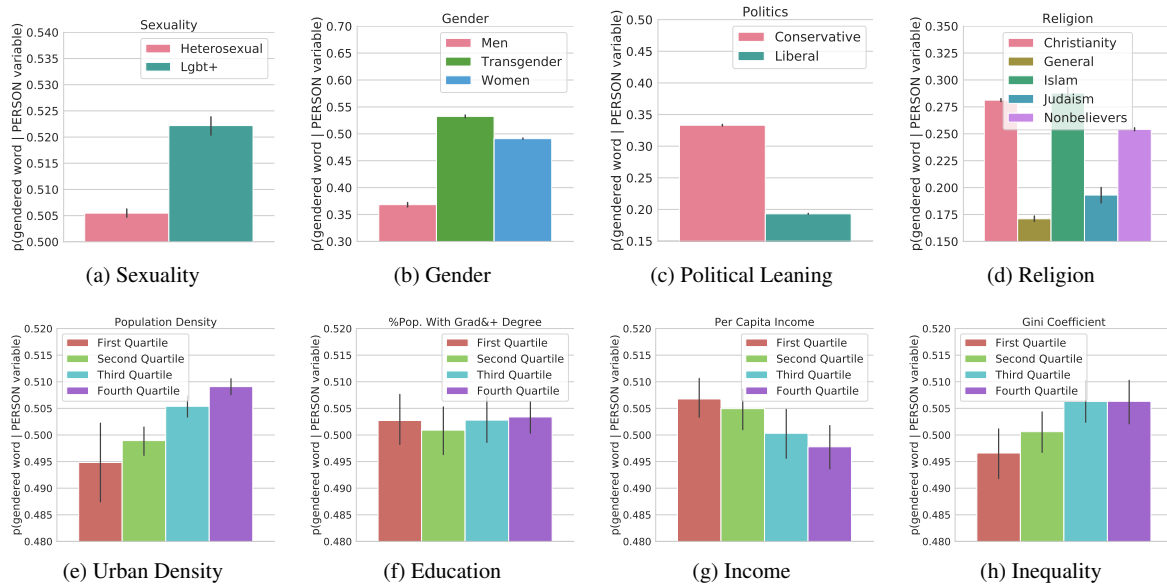 Sexuality
p(gendered word | PERSON variable)
0.540
0.535
0.530
0.525
0.520
0.515
0.510
0.505
0.500
Heterosexual
Lgbt+
(a) Sexuality
Gender
p(gendered word | PERSON variable)
0.70
0.65
0.60
0.55
0.50
0.45
0.40
0.35
0.30
Men
Transgender
Women
(b) Gender
Politics
p(gendered word | PERSON variable)
0.50
0.45
0.40
0.35
0.30
0.25
0.20
0.15
Conservative
Liberal
(c) Political Leaning
Religion
p(gendered word | PERSON variable)
0.350
0.325
0.300
0.275
0.250
0.225
0.200
0.175
0.150
Christianity
General
Islam
Judaism
Nonbelievers
(d) Religion
Population Density
p(gendered word | PERSON variable)
0.520
0.515
0.510
0.505
0.500
0.495
0.490
0.485
0.480
First Quartile
Second Quartile
Third Quartile
Fourth Quartile
(e) Urban Density
%Pop. With Grad&+ Degree
p(gendered word | PERSON variable)
0.520
0.515
0.510
0.505
0.500
0.495
0.490
0.485
0.480
First Quartile
Second Quartile
Third Quartile
Fourth Quartile
(f) Education
Per Capita Income
p(gendered word | PERSON variable)
0.520
0.515
0.510
0.505
0.500
0.495
0.490
0.485
0.480
First Quartile
Second Quartile
Third Quartile
Fourth Quartile
(g) Income
Gini Coefficient
p(gendered word | PERSON variable)
0.520
0.515
0.510
0.505
0.500
0.495
0.490
0.485
0.480
First Quartile
Second Quartile
Third Quartile
Fourth Quartile
(h) Inequality